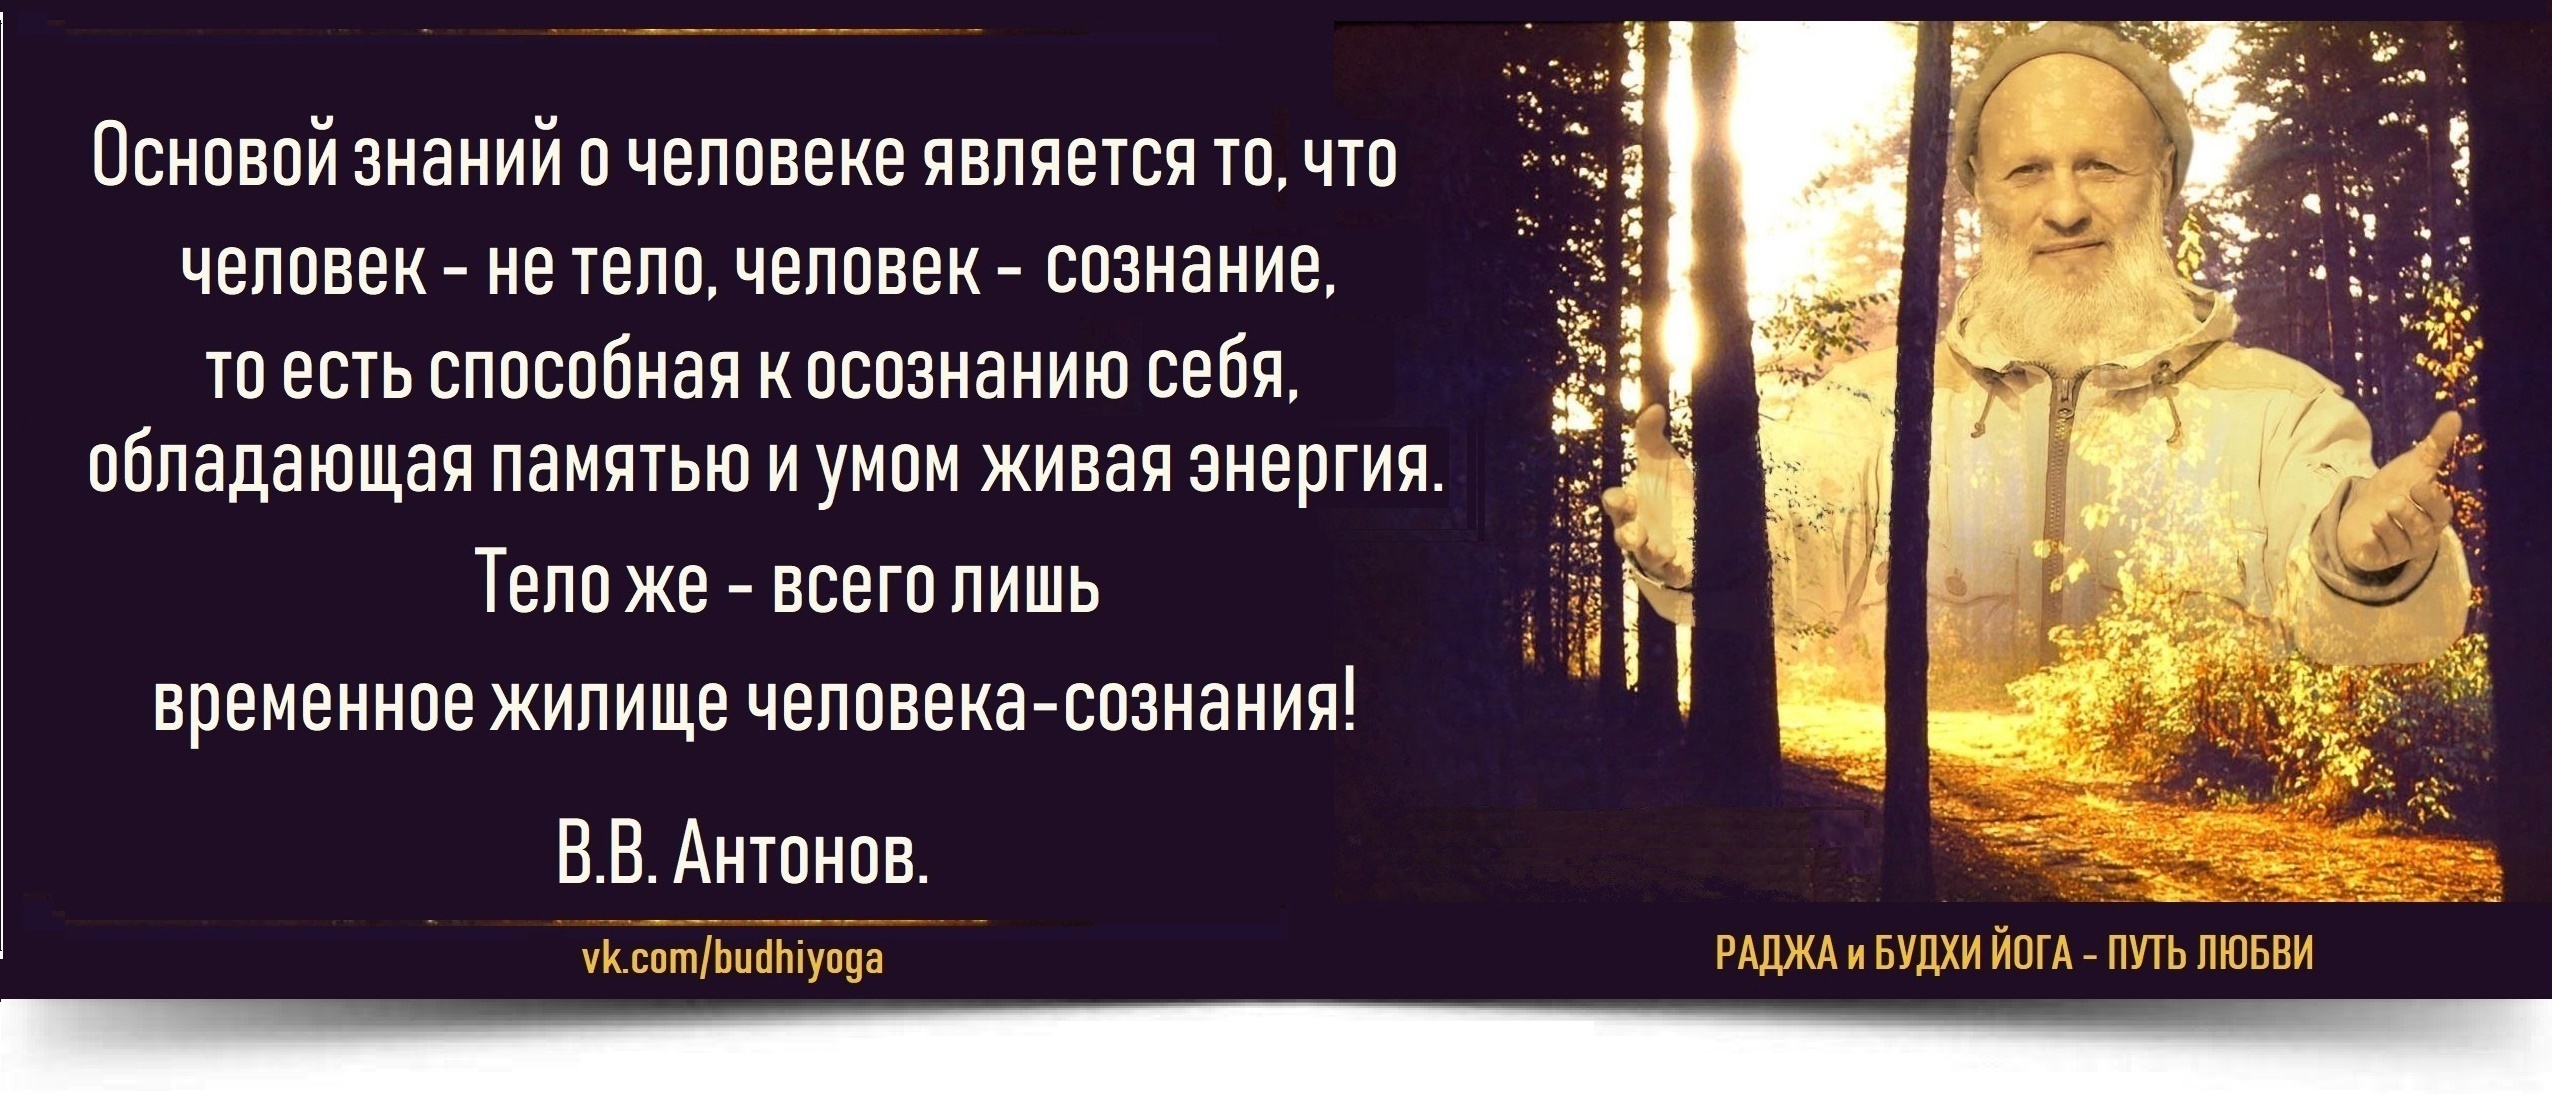 Основой знаний о человеке является то, что
человек - не тело, человек - сознание,
то есть способная к осознанию себя,
обладающая памятью и умом живая энергия.
Тело же - всего лишь
временное жилище человека-сознания!
В.В. Антонов.
vk.com/budhiyoga
РАДЖА и БУДХИ ЙОГА - ПУТЬ ЛЮБВИ